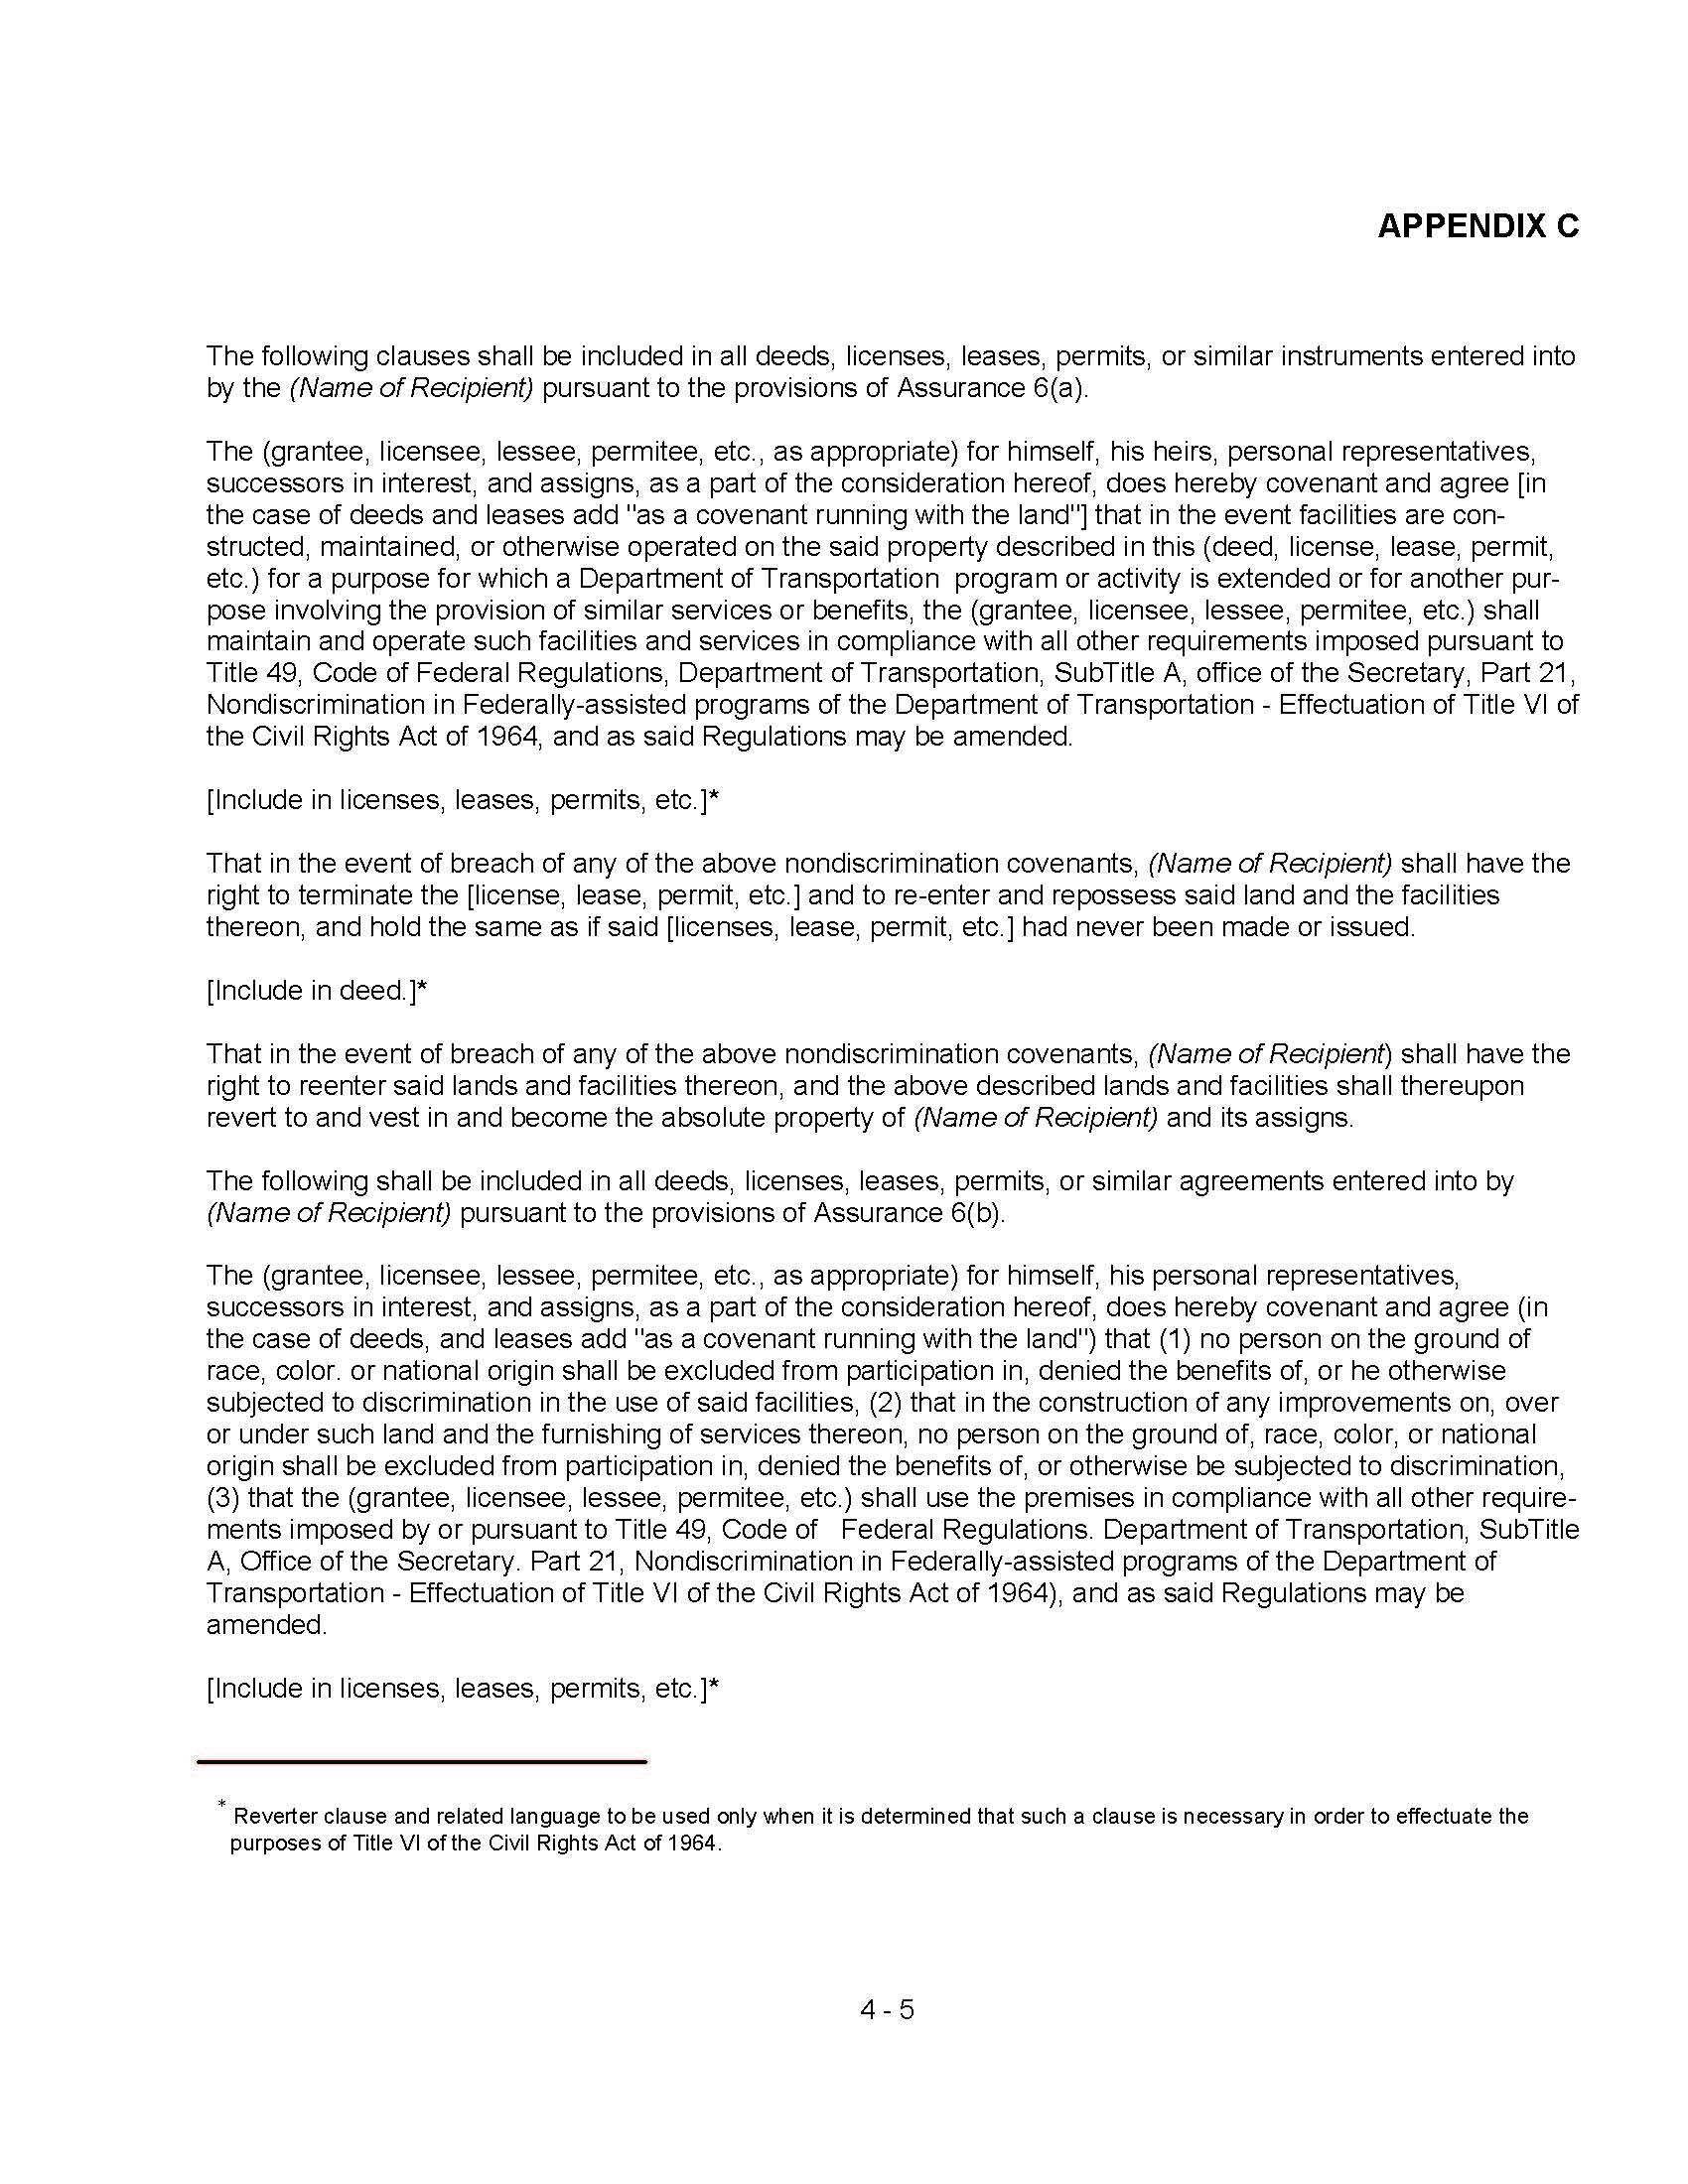 APPENDIX C
The following clauses shall be included in all deeds, licenses, leases, permits, or similar instruments entered into
by the (Name of Recipient) pursuant to the provisions of Assurance 6(a).
The (grantee, licensee, lessee, permitee, etc., as appropriate) for himself, his heirs, personal representatives,
successors in interest, and assigns, as a part of the consideration hereof, does hereby covenant and agree [in
the case of deeds and leases add "as a covenant running with the land"] that in the event facilities are con-
structed, maintained, or otherwise operated on the said property described in this (deed, license, lease, permit,
etc.) for a purpose for which a Department of Transportation  program or activity is extended or for another pur-
pose involving the provision of similar services or benefits, the (grantee, licensee, lessee, permitee, etc.) shall
maintain and operate such facilities and services in compliance with all other requirements imposed pursuant to
Title 49, Code of Federal Regulations, Department of Transportation, SubTitle A, office of the Secretary, Part 21,
Nondiscrimination in Federally-assisted programs of the Department of Transportation - Effectuation of Title VI of
the Civil Rights Act of 1964, and as said Regulations may be amended.
[Include in licenses, leases, permits, etc.]*
That in the event of breach of any of the above nondiscrimination covenants, (Name of Recipient) shall have the
right to terminate the [license, lease, permit, etc.] and to re-enter and repossess said land and the facilities
thereon, and hold the same as if said [licenses, lease, permit, etc.] had never been made or issued.
[Include in deed.]*
That in the event of breach of any of the above nondiscrimination covenants, (Name of Recipient) shall have the
right to reenter said lands and facilities thereon, and the above described lands and facilities shall thereupon
revert to and vest in and become the absolute property of (Name of Recipient) and its assigns.
The following shall be included in all deeds, licenses, leases, permits, or similar agreements entered into by
(Name of Recipient) pursuant to the provisions of Assurance 6(b).
The (grantee, licensee, lessee, permitee, etc., as appropriate) for himself, his personal representatives,
successors in interest, and assigns, as a part of the consideration hereof, does hereby covenant and agree (in
the case of deeds, and leases add "as a covenant running with the land") that (1) no person on the ground of
race, color. or national origin shall be excluded from participation in, denied the benefits of, or he otherwise
subjected to discrimination in the use of said facilities, (2) that in the construction of any improvements on, over
or under such land and the furnishing of services thereon, no person on the ground of, race, color, or national
origin shall be excluded from participation in, denied the benefits of, or otherwise be subjected to discrimination,
(3) that the (grantee, licensee, lessee, permitee, etc.) shall use the premises in compliance with all other require-
ments imposed by or pursuant to Title 49, Code of   Federal Regulations. Department of Transportation, SubTitle
A, Office of the Secretary. Part 21, Nondiscrimination in Federally-assisted programs of the Department of
Transportation - Effectuation of Title VI of the Civil Rights Act of 1964), and as said Regulations may be
amended.
[Include in licenses, leases, permits, etc.]*
* Reverter clause and related language to be used only when it is determined that such a clause is necessary in order to effectuate the
purposes of Title VI of the Civil Rights Act of 1964.
4 - 5